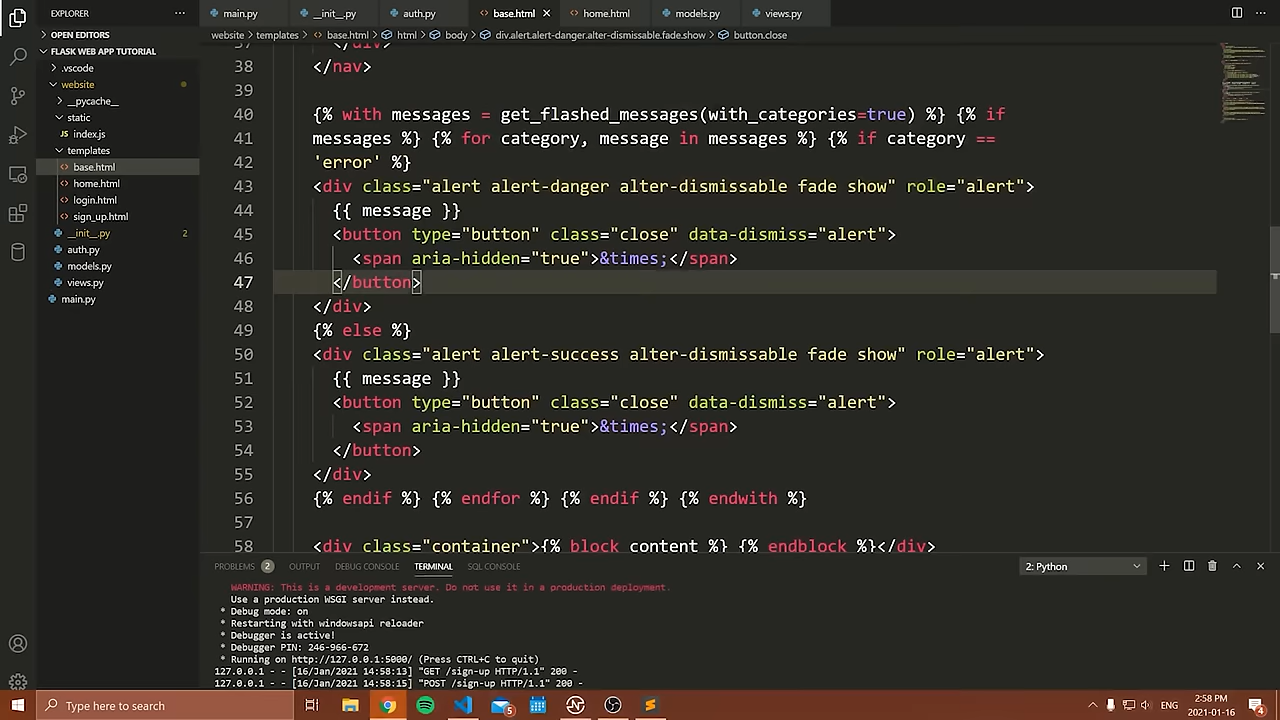 EXPLORER
main.py
__init__.py
auth.py
base.html
home.html
models.py
views.py
OPEN EDITORS
website > templates > base.html > html > body > div.alert.alert-danger.alter-dismissable.fade.show > button.close
FLASK WEB APP TUTORIAL
.vscode
website
__pycache__
static
index.js
templates
base.html
home.html
login.html
sign_up.html
__init__.py 2
auth.py
models.py
views.py
main.py
37 </div>
38 </nav>
39
40 {% with messages = get_flashed_messages(with_categories=true) %} {% if
41 messages %} {% for category, message in messages %} {% if category ==
42 'error' %}
43 <div class="alert alert-danger alter-dismissable fade show" role="alert">
44 {{ message }}
45 <button type="button" class="close" data-dismiss="alert">
46 <span aria-hidden="true">&times;</span>
47 </button>
48 </div>
49 {% else %}
50 <div class="alert alert-success alter-dismissable fade show" role="alert">
51 {{ message }}
52 <button type="button" class="close" data-dismiss="alert">
53 <span aria-hidden="true">&times;</span>
54 </button>
55 </div>
56 {% endif %} {% endfor %} {% endif %} {% endwith %}
57
58 <div class="container">{% block content %} {% endblock %}</div>
PROBLEMS 2 OUTPUT DEBUG CONSOLE TERMINAL SQL CONSOLE 2: Python
WARNING: This is a development server. Do not use it in a production deployment.
Use a production WSGI server instead.
* Debug mode: on
* Restarting with windowsapi reloader
* Debugger is active!
* Debugger PIN: 246-966-672
* Running on http://127.0.0.1:5000/ (Press CTRL+C to quit)
127.0.0.1 - - [16/Jan/2021 14:58:13] "GET /sign-up HTTP/1.1" 200 -
127.0.0.1 - - [16/Jan/2021 14:58:15] "POST /sign-up HTTP/1.1" 200 -
Type here to search
5
ENG
2:58 PM
2021-01-16
4